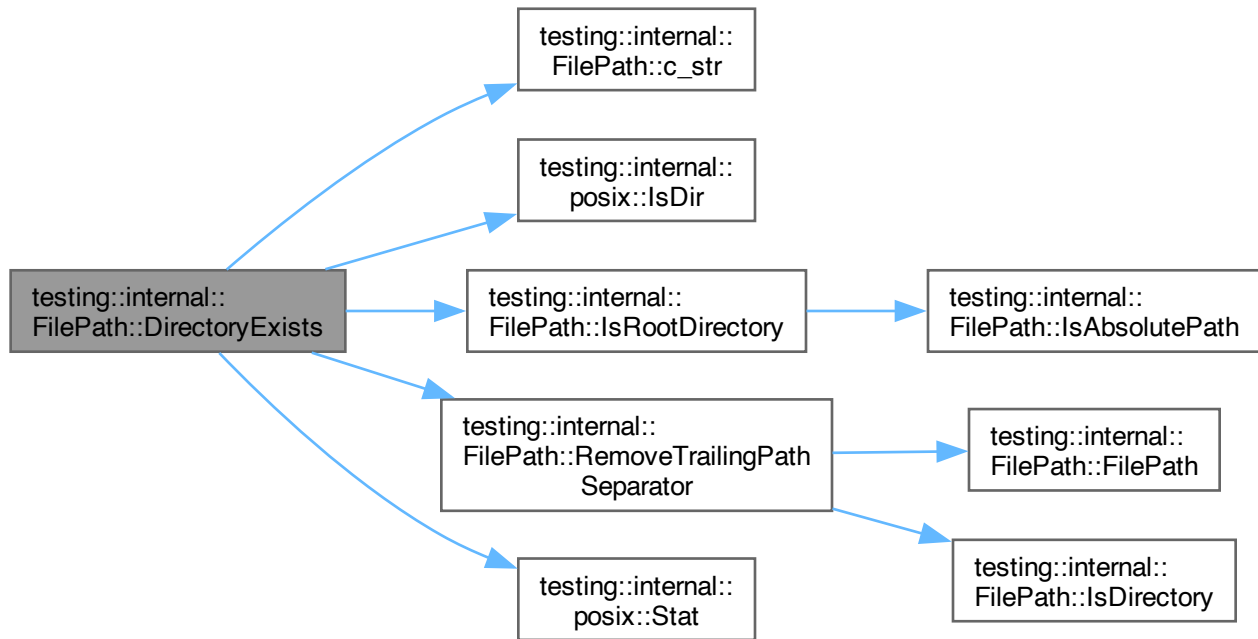 testing::internal::
FilePath::c_str
testing::internal::
posix::IsDir
testing::internal::
FilePath::DirectoryExists
testing::internal::
FilePath::IsRootDirectory
testing::internal::
FilePath::IsAbsolutePath
testing::internal::
FilePath::RemoveTrailingPath
Separator
testing::internal::
FilePath::FilePath
testing::internal::
FilePath::IsDirectory
testing::internal::
posix::Stat